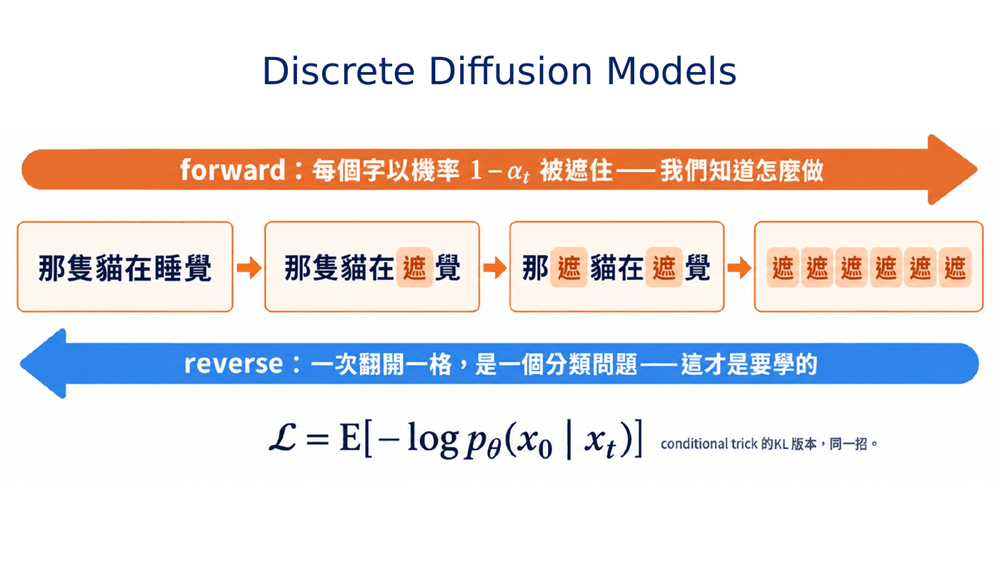 Discrete Diffusion Models
forward：每個字以機率 1−αₜ 被遮住——我們知道怎麼做
那隻貓在睡覺
那隻貓在遮覺
那遮貓在遮覺
遮遮遮遮遮遮
reverse：一次翻開一格，是一個分類問題——這才是要學的
ℒ = E[−log p_θ(x₀ | xₜ)]
conditional trick 的KL 版本，同一招。